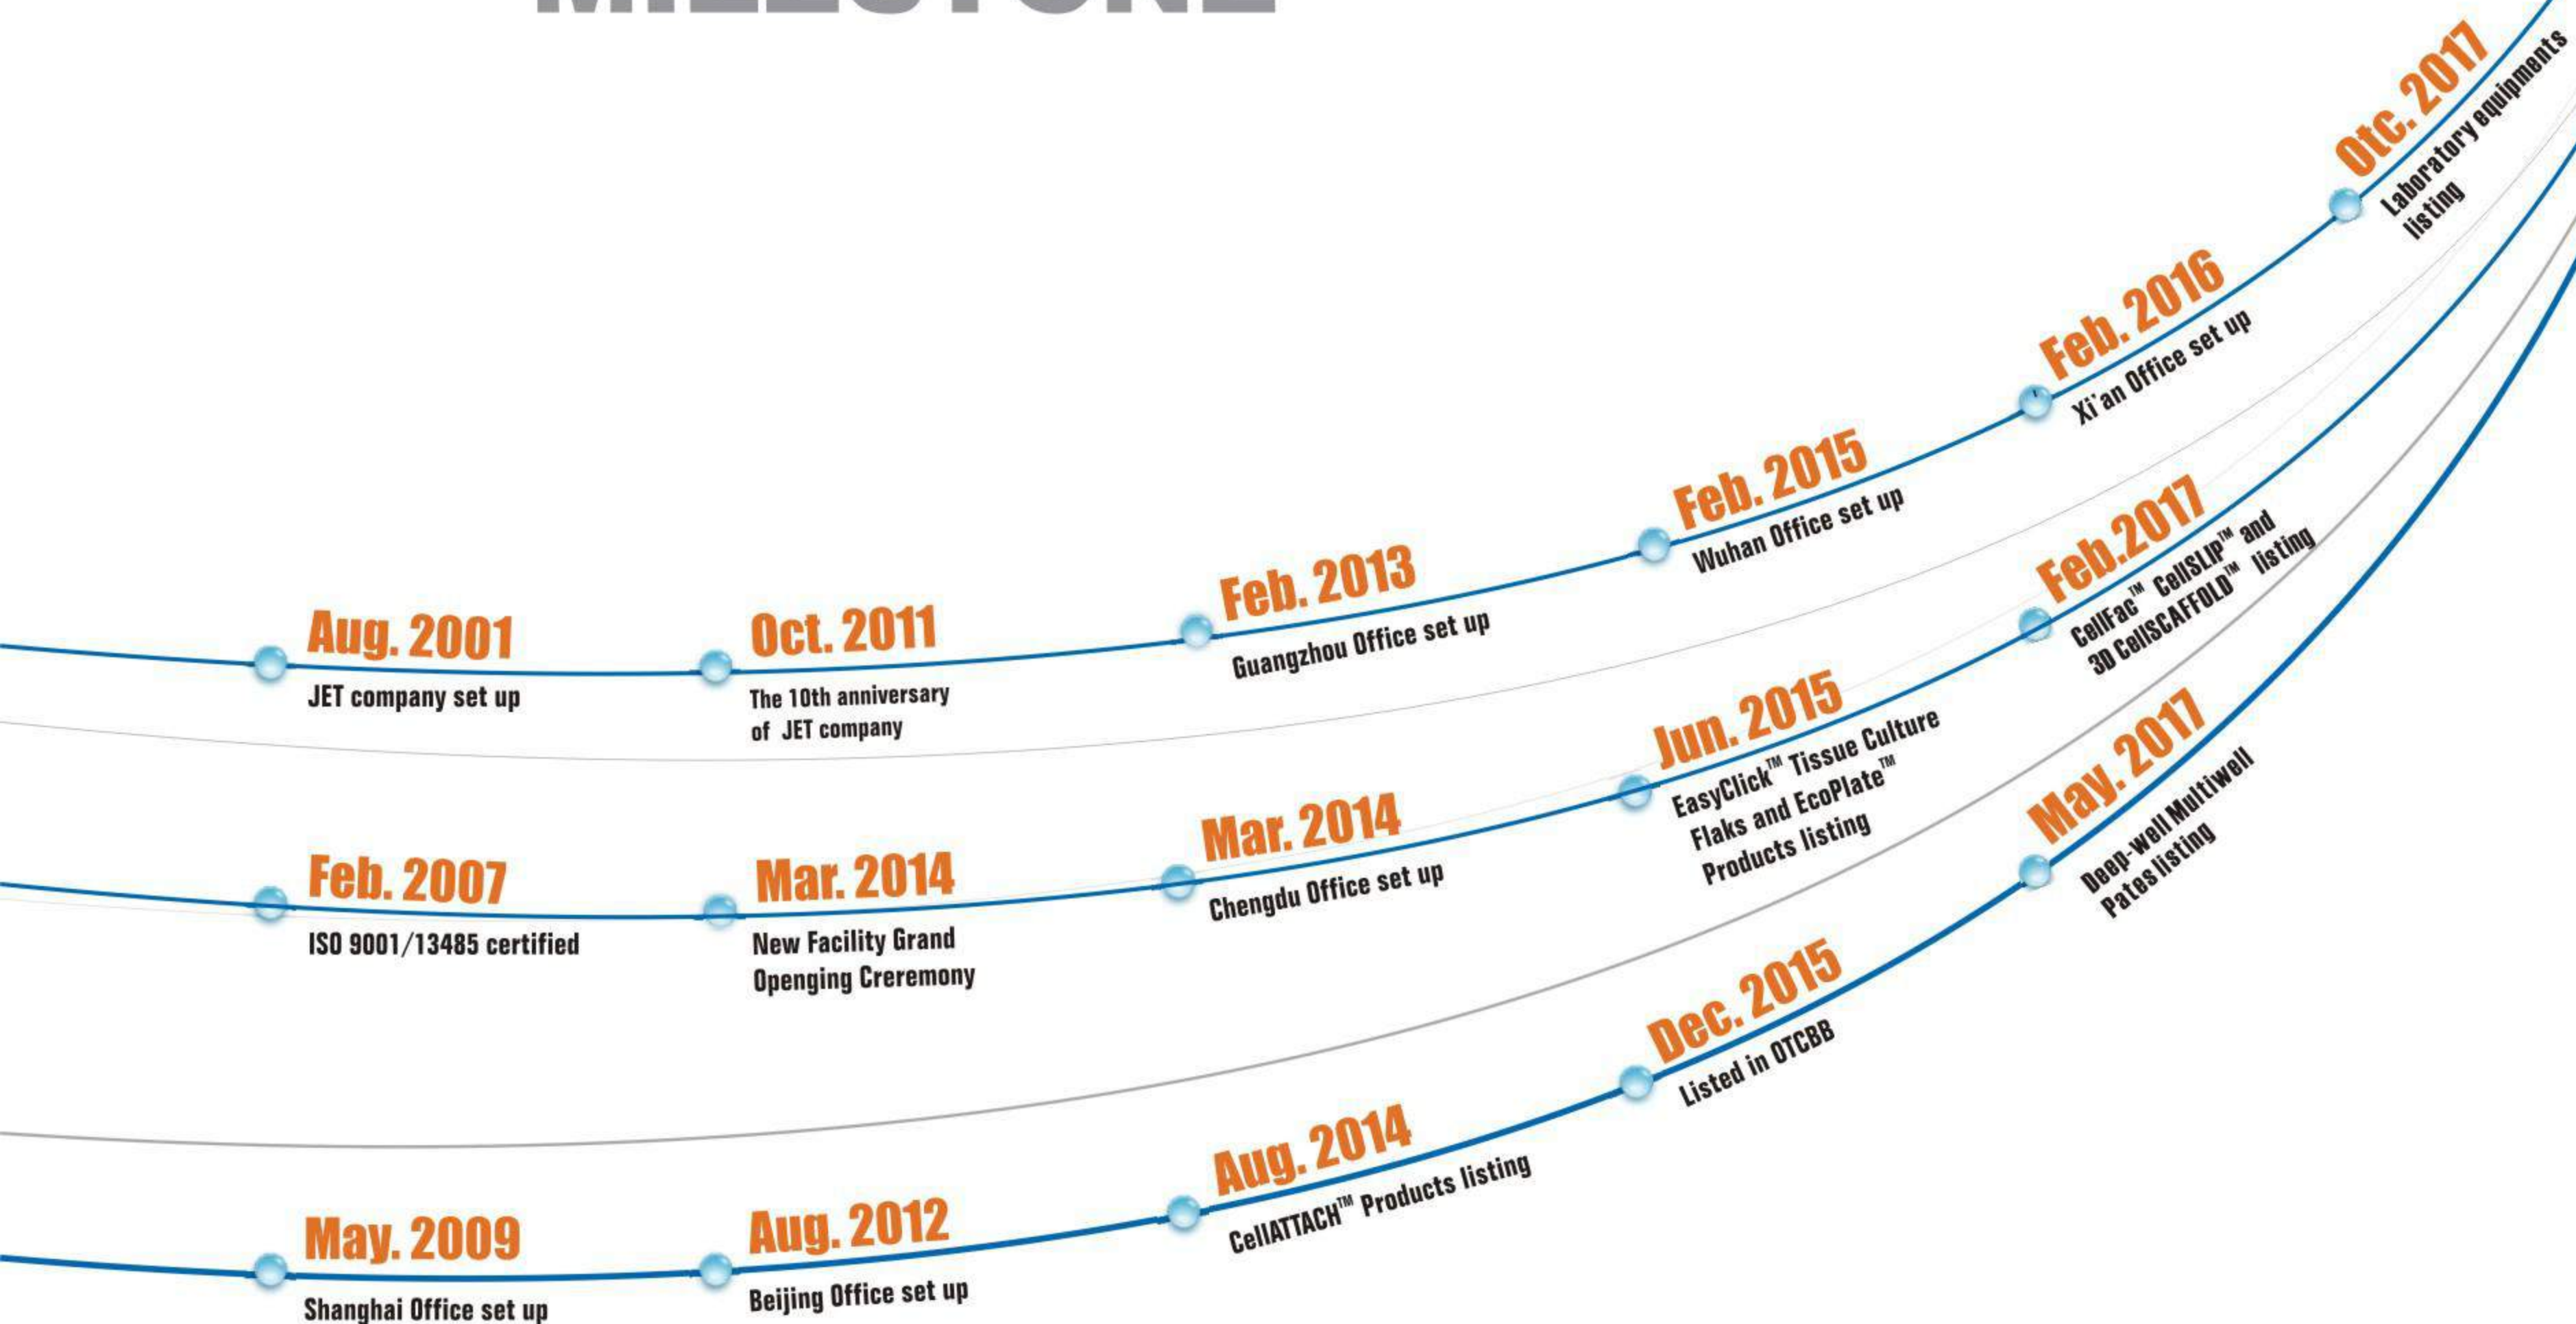 MILESTONE
Aug. 2001
JET company set up
Oct. 2011
The 10th anniversary
of JET company
Feb. 2013
Guangzhou Office set up
Feb. 2015
Wuhan Office set up
Feb. 2016
Xi'an Office set up
Otc. 2017
Laboratory equipments
listing
Feb. 2007
ISO 9001/13485 certified
Mar. 2014
New Facility Grand
Openging Creremony
Mar. 2014
Chengdu Office set up
Jun. 2015
EasyClick™ Tissue Culture
Flaks and EcoPlate™
Products listing
Feb.2017
CellFac™ CellSLIP™ and
3D CellSCAFFOLD™ listing
May. 2009
Shanghai Office set up
Aug. 2012
Beijing Office set up
Aug. 2014
CellATTACH™ Products listing
Dec. 2015
Listed in OTCBB
May. 2017
Deep-well Multiwell
Pates listing